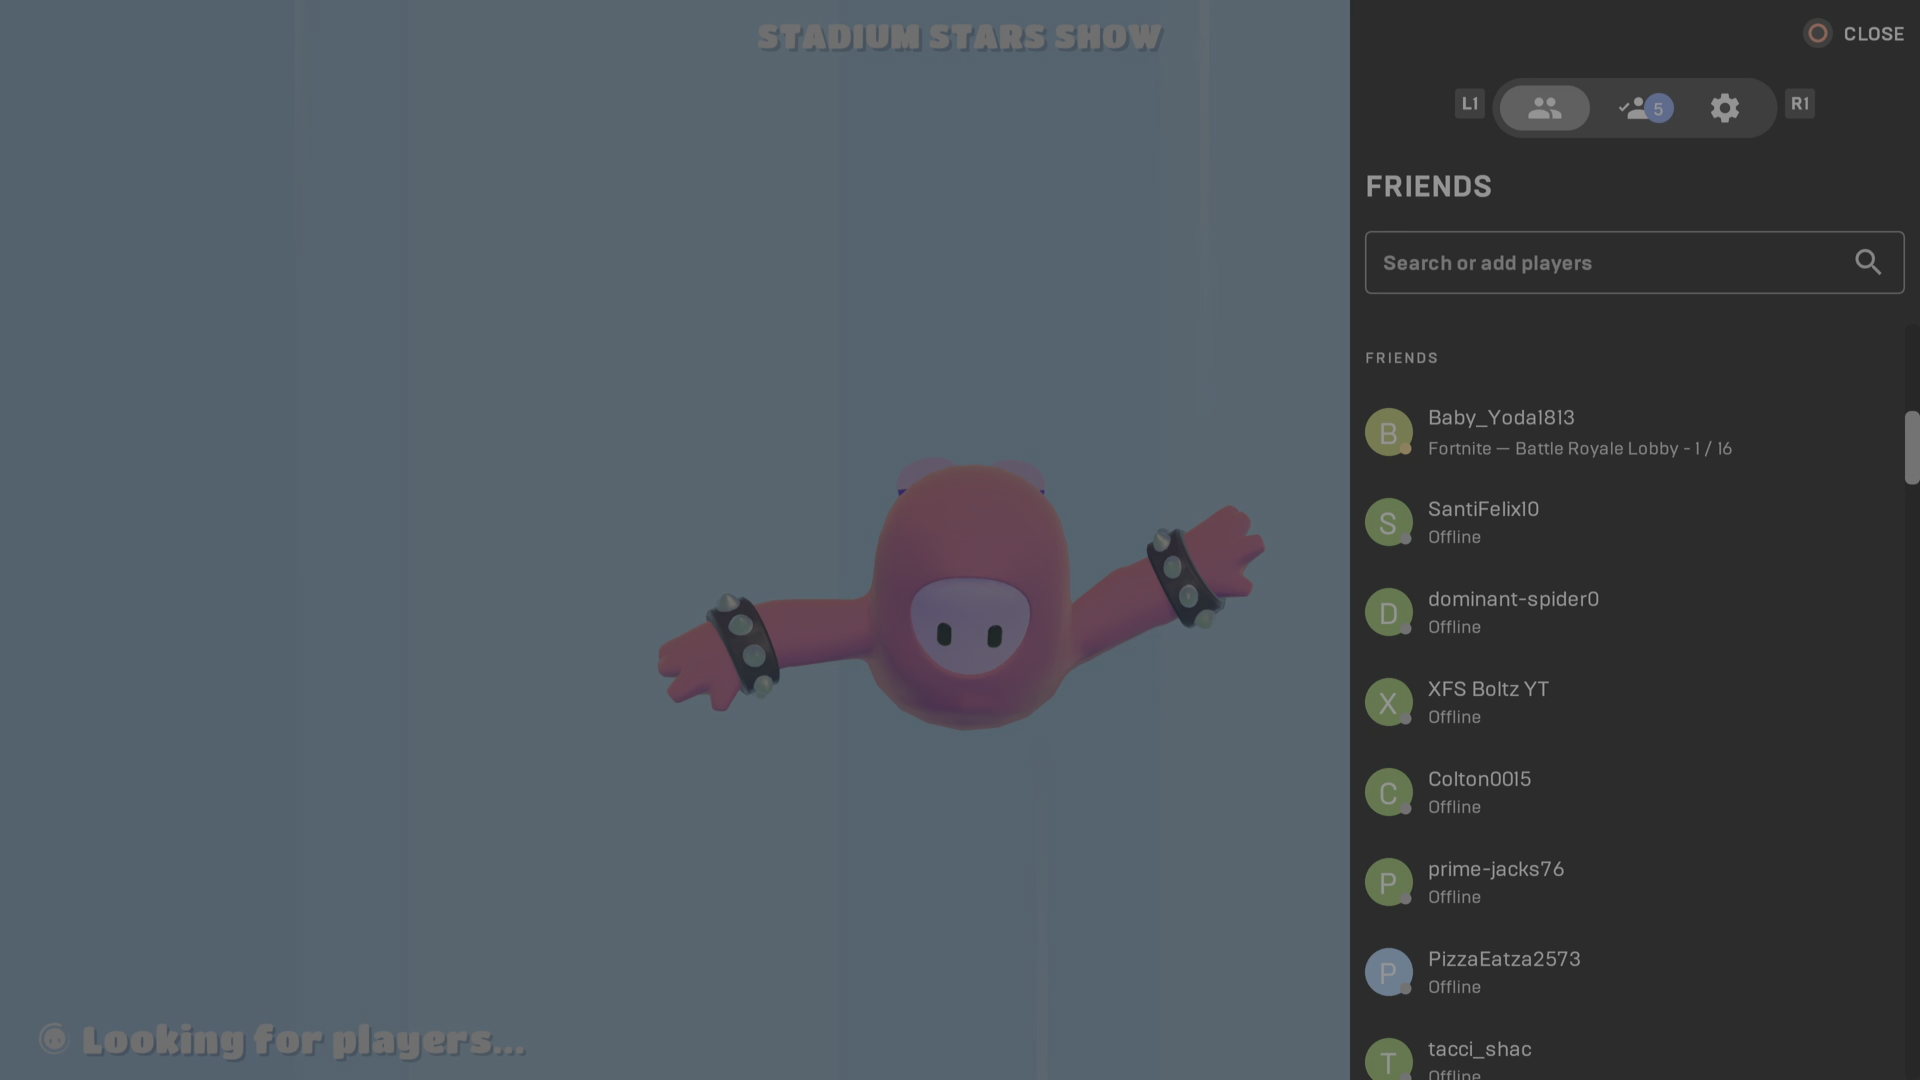 STADIUM STARS SHOW
CLOSE
L1
5
R1
FRIENDS
Search or add players
FRIENDS
B
Baby_Yoda1813
Fortnite — Battle Royale Lobby - 1 / 16
S
SantiFelix10
Offline
D
dominant-spider0
Offline
X
XFS Boltz YT
Offline
C
Colton0015
Offline
P
prime-jacks76
Offline
P
PizzaEatza2573
Offline
T
tacci_shac
Offline
Looking for players...